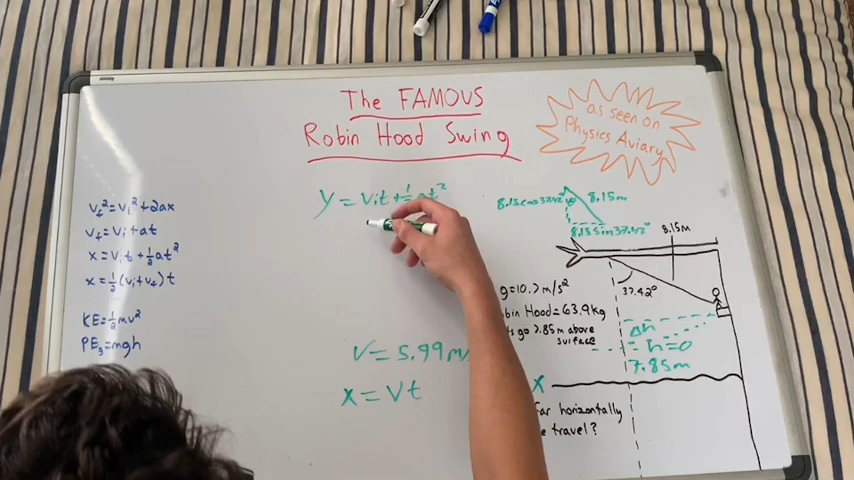 The FAMOUS
Robin Hood Swing
as seen on
Physics Aviary
Vf²=Vi²+2ax
Vf=Vi+at
x=Vit+½at²
x=½(Vi+Vf)t
KE=½mv²
PEg=mgh
y=Vit+½at²
V=5.99m/
x=Vt
8.15cos37.42°
8.15m
8.15sin37.42°
8.15m
37.42°
g=10.7 m/s²
bin Hood=63.9kg
go 7.85m above
surface
Δh
h=0
7.85m
x
far horizontally
travel?